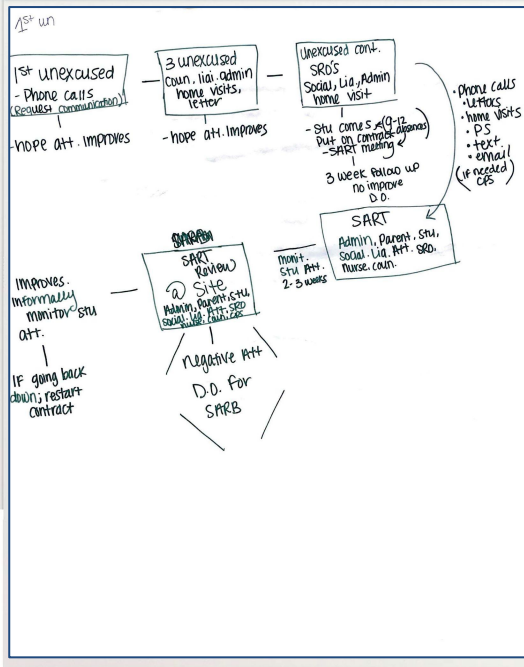 1st un
1st unexcused
- Phone calls
(Request communication)
-hope att. Improves
3 unexcused
Coun. liai. admin
home visits,
letter
-hope att. Improves
Unexcused cont.
SRO'S
Social, Lia., Admin
home visit
- Stu comes (9-12 absences)
Put on contract
-SART meeting
3 week follow up
no improve
D.O.
• Phone calls
• Letters
• home visits
• PS
• text
• email
(if needed CPS)
SART
Admin, Parent, Stu,
Social. Lia. Att. SRO.
nurse. coun.
monit.
Stu Att.
2-3 weeks
SART
Review
@ Site
Admin, Parent, Stu,
Social. Lia. Att. SRO
nurse. coun. CPS
Improves.
Informally
monitor stu
att.
IF going back
down; restart
contract
negative Att
D.O. For
SARB